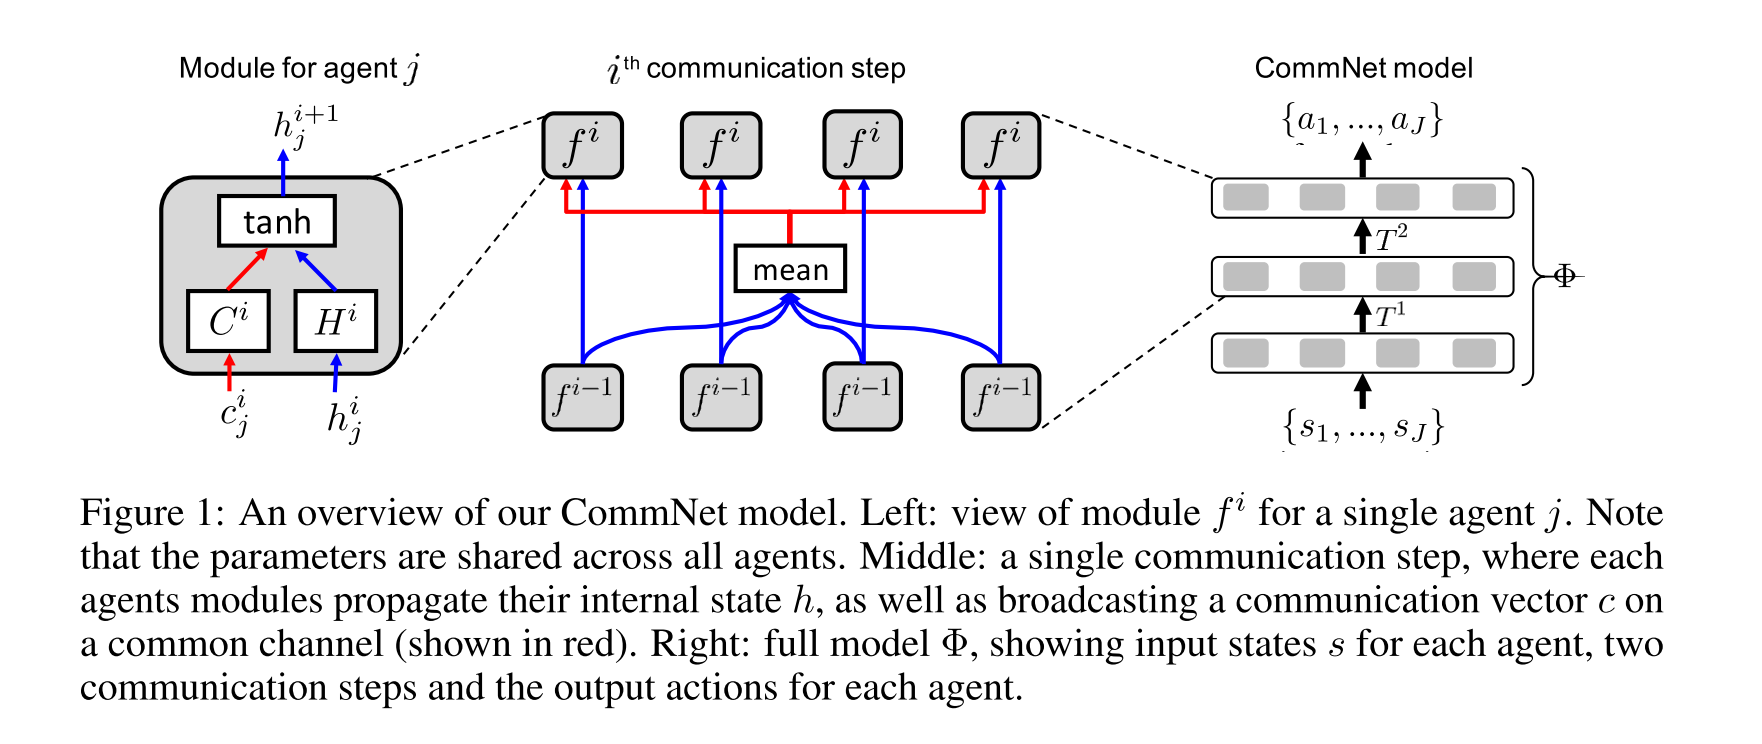 Module for agent j
h_j^{i+1}
tanh
C^i
H^i
c_j^i
h_j^i
i^th communication step
f^i
f^i
f^i
f^i
mean
f^{i-1}
f^{i-1}
f^{i-1}
f^{i-1}
CommNet model
{a_1, ..., a_J}
T^2
Φ
T^1
{s_1, ..., s_J}
Figure 1: An overview of our CommNet model. Left: view of module f^i for a single agent j. Note
that the parameters are shared across all agents. Middle: a single communication step, where each
agents modules propagate their internal state h, as well as broadcasting a communication vector c on
a common channel (shown in red). Right: full model Φ, showing input states s for each agent, two
communication steps and the output actions for each agent.